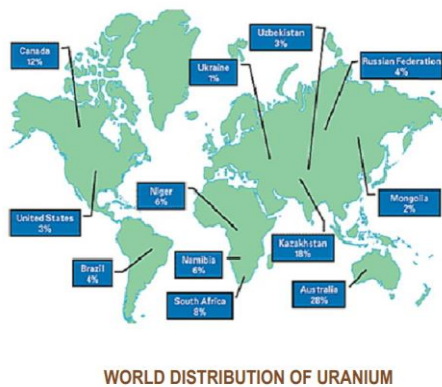 Uzbekistan
3%
Canada
12%
Ukraine
1%
Russian Federation
4%
Niger
6%
Mongolia
2%
United States
3%
Kazakhstan
18%
Brazil
4%
Namibia
6%
South Africa
8%
Australia
28%
WORLD DISTRIBUTION OF URANIUM